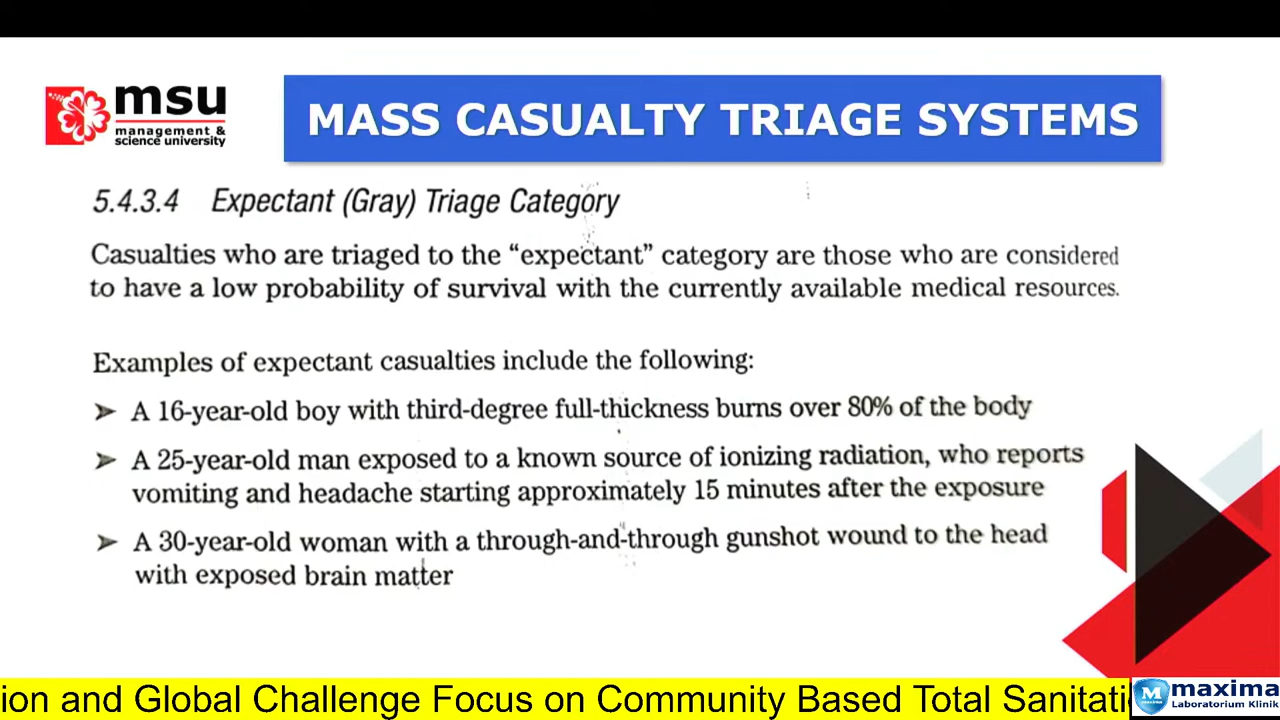 msu
management &
science university
MASS CASUALTY TRIAGE SYSTEMS
5.4.3.4 Expectant (Gray) Triage Category
Casualties who are triaged to the “expectant” category are those who are considered
to have a low probability of survival with the currently available medical resources.
Examples of expectant casualties include the following:
➤ A 16-year-old boy with third-degree full-thickness burns over 80% of the body
➤ A 25-year-old man exposed to a known source of ionizing radiation, who reports
vomiting and headache starting approximately 15 minutes after the exposure
➤ A 30-year-old woman with a through-and-through gunshot wound to the head
with exposed brain matter
ion and Global Challenge Focus on Community Based Total Sanitati
maxima
Laboratorium Klinik